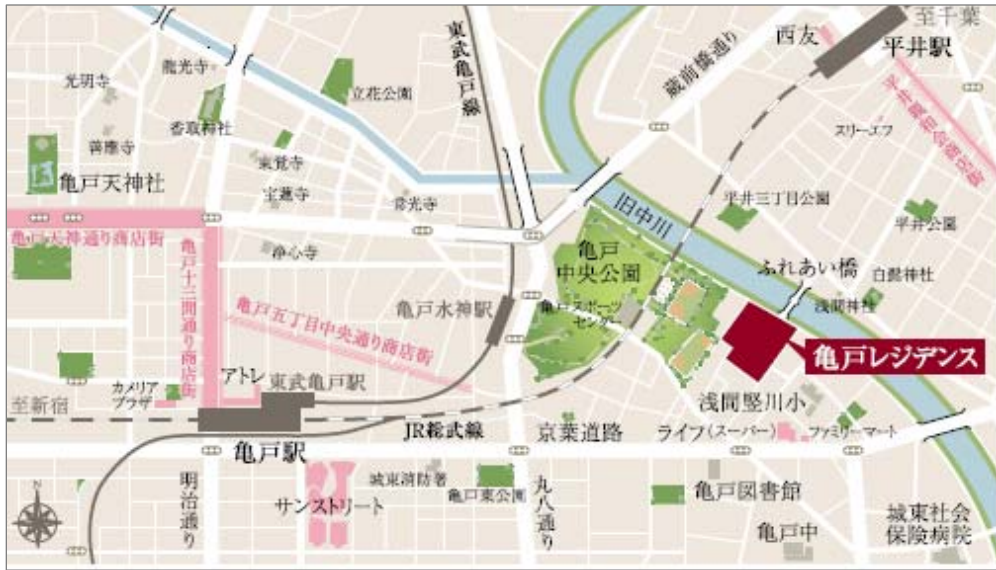 至千葉
平井駅
西友
蔵前橋通り
東武亀戸線
龍光寺
光明寺
立花公園
香取神社
善應寺
東覚寺
スリーエフ
平井親和会商店街
亀戸天神社
宝蓮寺
常光寺
平井三丁目公園
旧中川
平井公園
亀戸天神通り商店街
浄心寺
亀戸
中央公園
ふれあい橋
白髭神社
亀戸十三間通り商店街
亀戸水神駅
亀戸スポーツ
センター
浅間神社
亀戸五丁目中央通り商店街
亀戸レジデンス
アトレ
東武亀戸駅
カメリア
プラザ
至新宿
浅間竪川小
亀戸駅
JR総武線
京葉道路
ライフ(スーパー)
ファミリーマート
明治通り
サンストリート
城東消防署
亀戸東公園
丸八通り
亀戸図書館
亀戸中
城東社会
保険病院